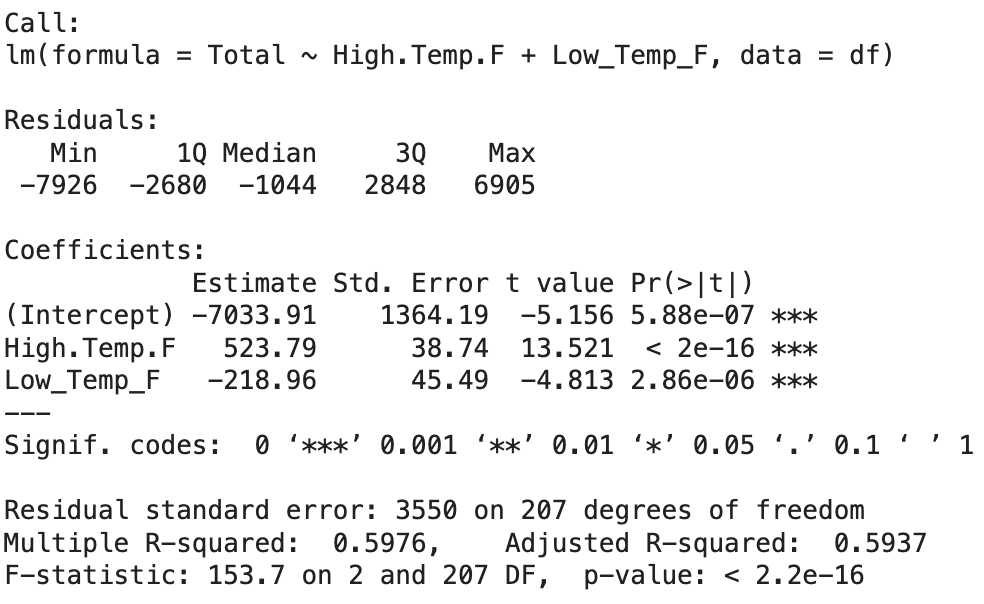 Call:
lm(formula = Total ~ High.Temp.F + Low_Temp_F, data = df)
Residuals:
Min 1Q Median 3Q Max
-7926 -2680 -1044 2848 6905
Coefficients:
Estimate Std. Error t value Pr(>|t|)
(Intercept) -7033.91 1364.19 -5.156 5.88e-07 ***
High.Temp.F 523.79 38.74 13.521 < 2e-16 ***
Low_Temp_F -218.96 45.49 -4.813 2.86e-06 ***
---
Signif. codes: 0 ‘***’ 0.001 ‘**’ 0.01 ‘*’ 0.05 ‘.’ 0.1 ‘ ’ 1
Residual standard error: 3550 on 207 degrees of freedom
Multiple R-squared: 0.5976, Adjusted R-squared: 0.5937
F-statistic: 153.7 on 2 and 207 DF, p-value: < 2.2e-16